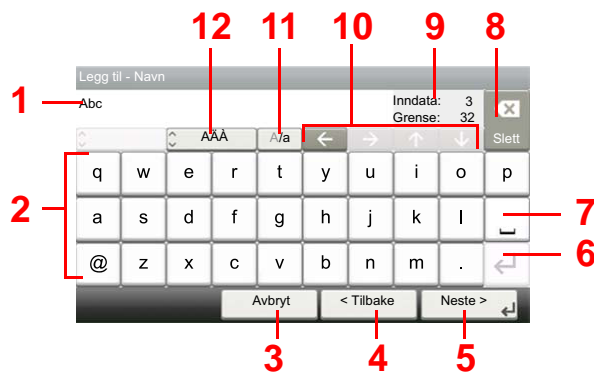 12 11 10 9 8
Legg til - Navn
1 Abc Inndata: 3
Grense: 32
AÄÀ A/a ← → ↑ ↓ Slett
2 q w e r t y u i o p
a s d f g h j k l 7
@ z x c v b n m . 6
Avbryt < Tilbake Neste >
3 4 5